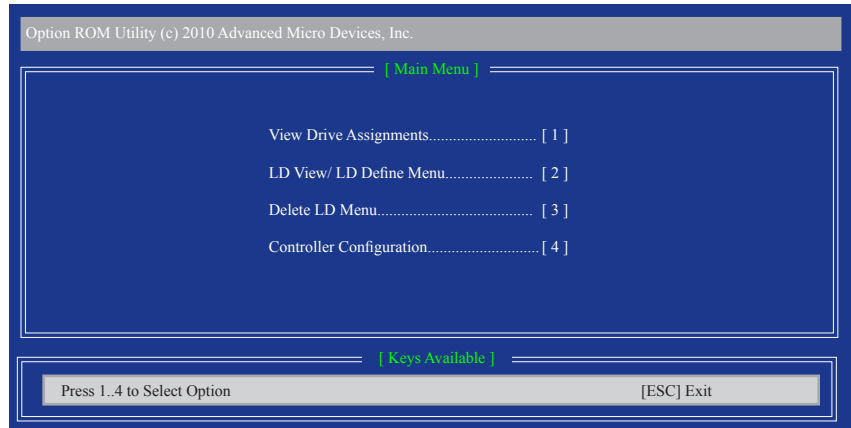 Option ROM Utility (c) 2010 Advanced Micro Devices, Inc.
[ Main Menu ]
View Drive Assignments........................... [ 1 ]
LD View/ LD Define Menu...................... [ 2 ]
Delete LD Menu....................................... [ 3 ]
Controller Configuration............................[ 4 ]
[ Keys Available ]
Press 1..4 to Select Option [ESC] Exit